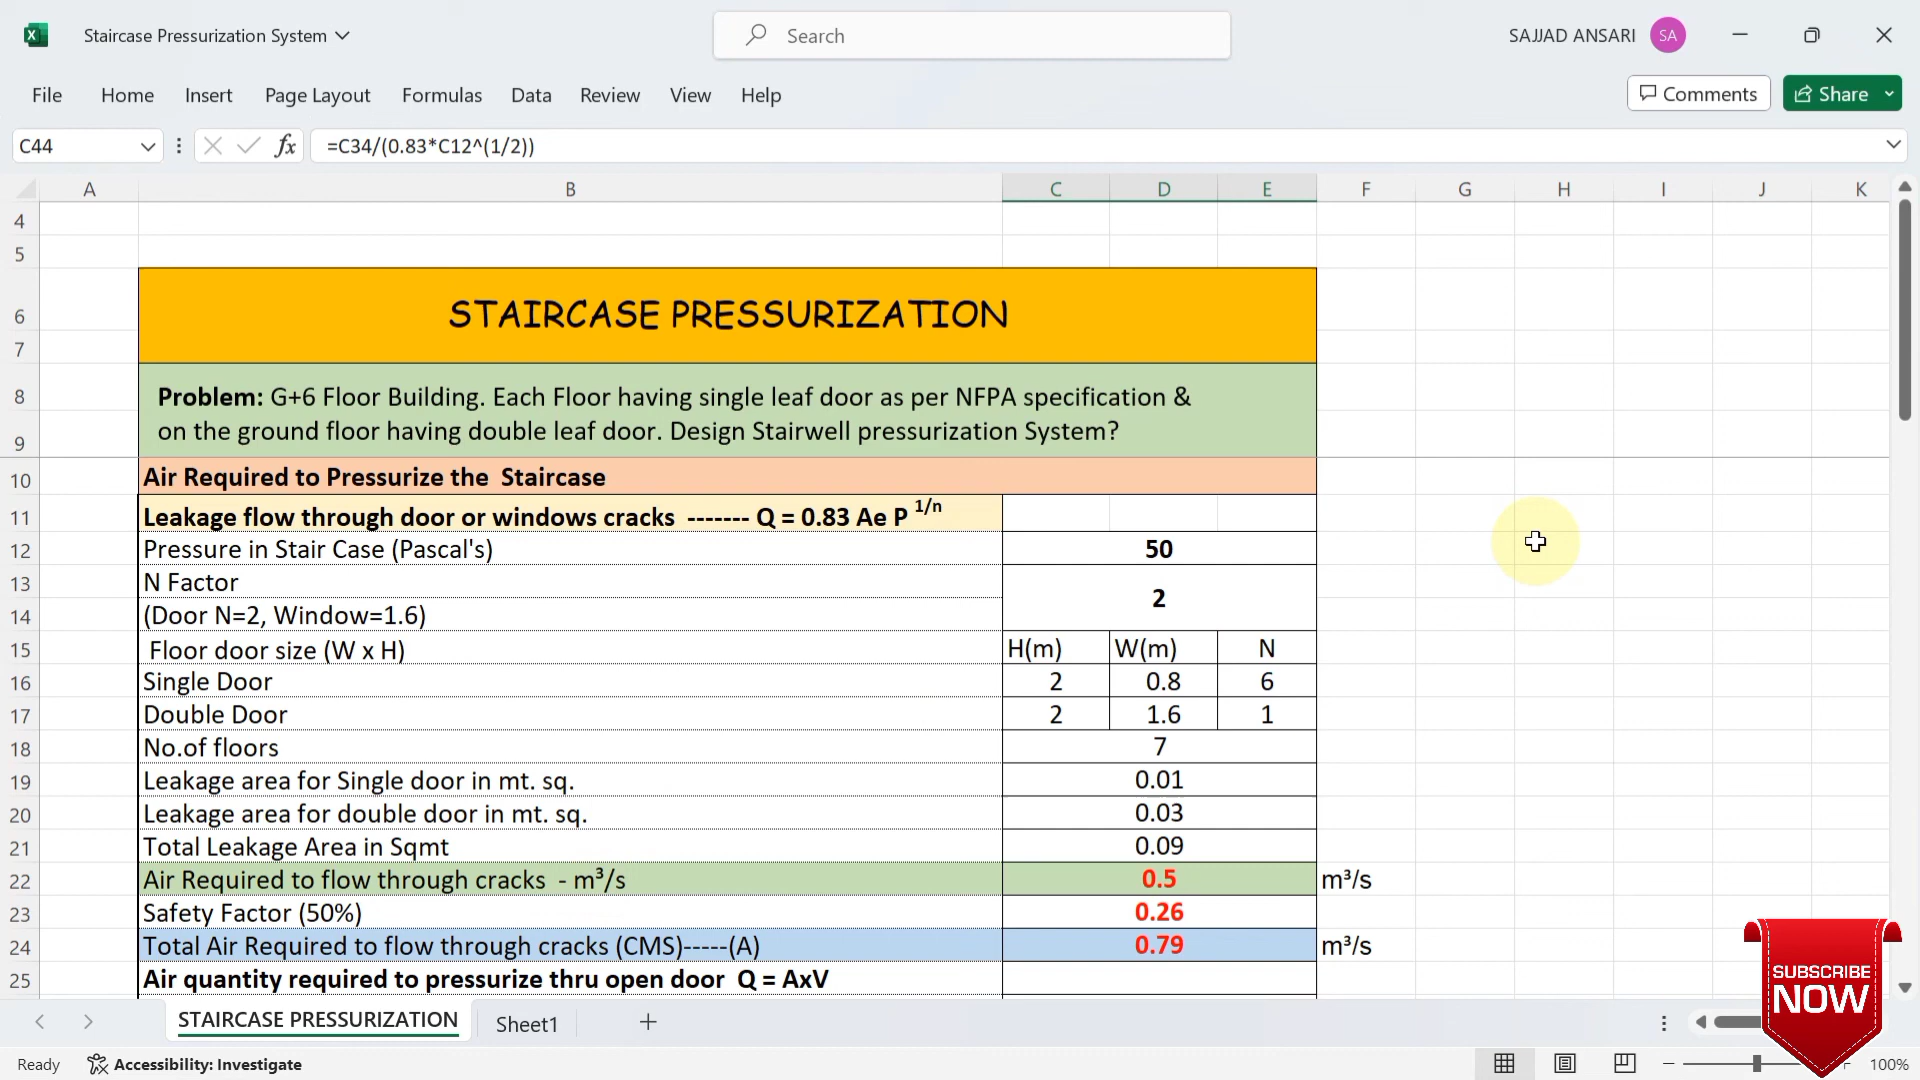 Staircase Pressurization System
Search
SAJJAD ANSARI
SA
File Home Insert Page Layout Formulas Data Review View Help
Comments
Share
C44
fx
=C34/(0.83*C12^(1/2))
A B C D E F G H I J K
4
5
6 STAIRCASE PRESSURIZATION
7
8 Problem: G+6 Floor Building. Each Floor having single leaf door as per NFPA specification &
9 on the ground floor having double leaf door. Design Stairwell pressurization System?
10 Air Required to Pressurize the Staircase
11 Leakage flow through door or windows cracks ------- Q = 0.83 Ae P 1/n
12 Pressure in Stair Case (Pascal's) 50
13 N Factor
2
14 (Door N=2, Window=1.6)
15 Floor door size (W x H) H(m) W(m) N
16 Single Door 2 0.8 6
17 Double Door 2 1.6 1
18 No.of floors 7
19 Leakage area for Single door in mt. sq. 0.01
20 Leakage area for double door in mt. sq. 0.03
21 Total Leakage Area in Sqmt 0.09
22 Air Required to flow through cracks - m³/s 0.5 m³/s
23 Safety Factor (50%) 0.26
24 Total Air Required to flow through cracks (CMS)-----(A) 0.79 m³/s
25 Air quantity required to pressurize thru open door Q = AxV
SUBSCRIBE
NOW
STAIRCASE PRESSURIZATION Sheet1
Ready
Accessibility: Investigate
100%